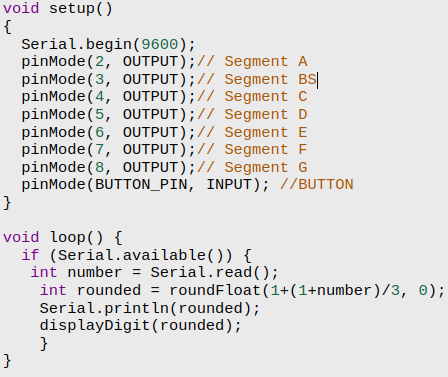 void setup()
{
  Serial.begin(9600);
  pinMode(2, OUTPUT);// Segment A
  pinMode(3, OUTPUT);// Segment BS
  pinMode(4, OUTPUT);// Segment C
  pinMode(5, OUTPUT);// Segment D
  pinMode(6, OUTPUT);// Segment E
  pinMode(7, OUTPUT);// Segment F
  pinMode(8, OUTPUT);// Segment G
  pinMode(BUTTON_PIN, INPUT); //BUTTON
}

void loop() {
  if (Serial.available()) {
   int number = Serial.read();
    int rounded = roundFloat(1+(1+number)/3, 0);
    Serial.println(rounded);
    displayDigit(rounded);
    }
}